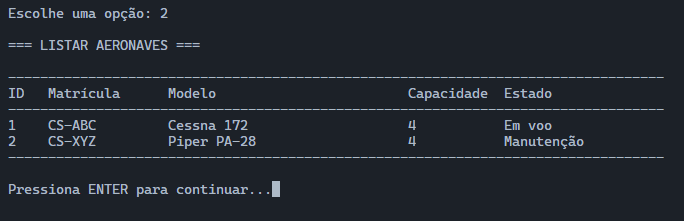 Escolhe uma opção: 2
=== LISTAR AERONAVES ===
----------------------------------------------------------------------------------
ID   Matrícula      Modelo                        Capacidade  Estado
----------------------------------------------------------------------------------
1    CS-ABC         Cessna 172                    4           Em voo
2    CS-XYZ         Piper PA-28                   4           Manutenção
----------------------------------------------------------------------------------
Pressiona ENTER para continuar...